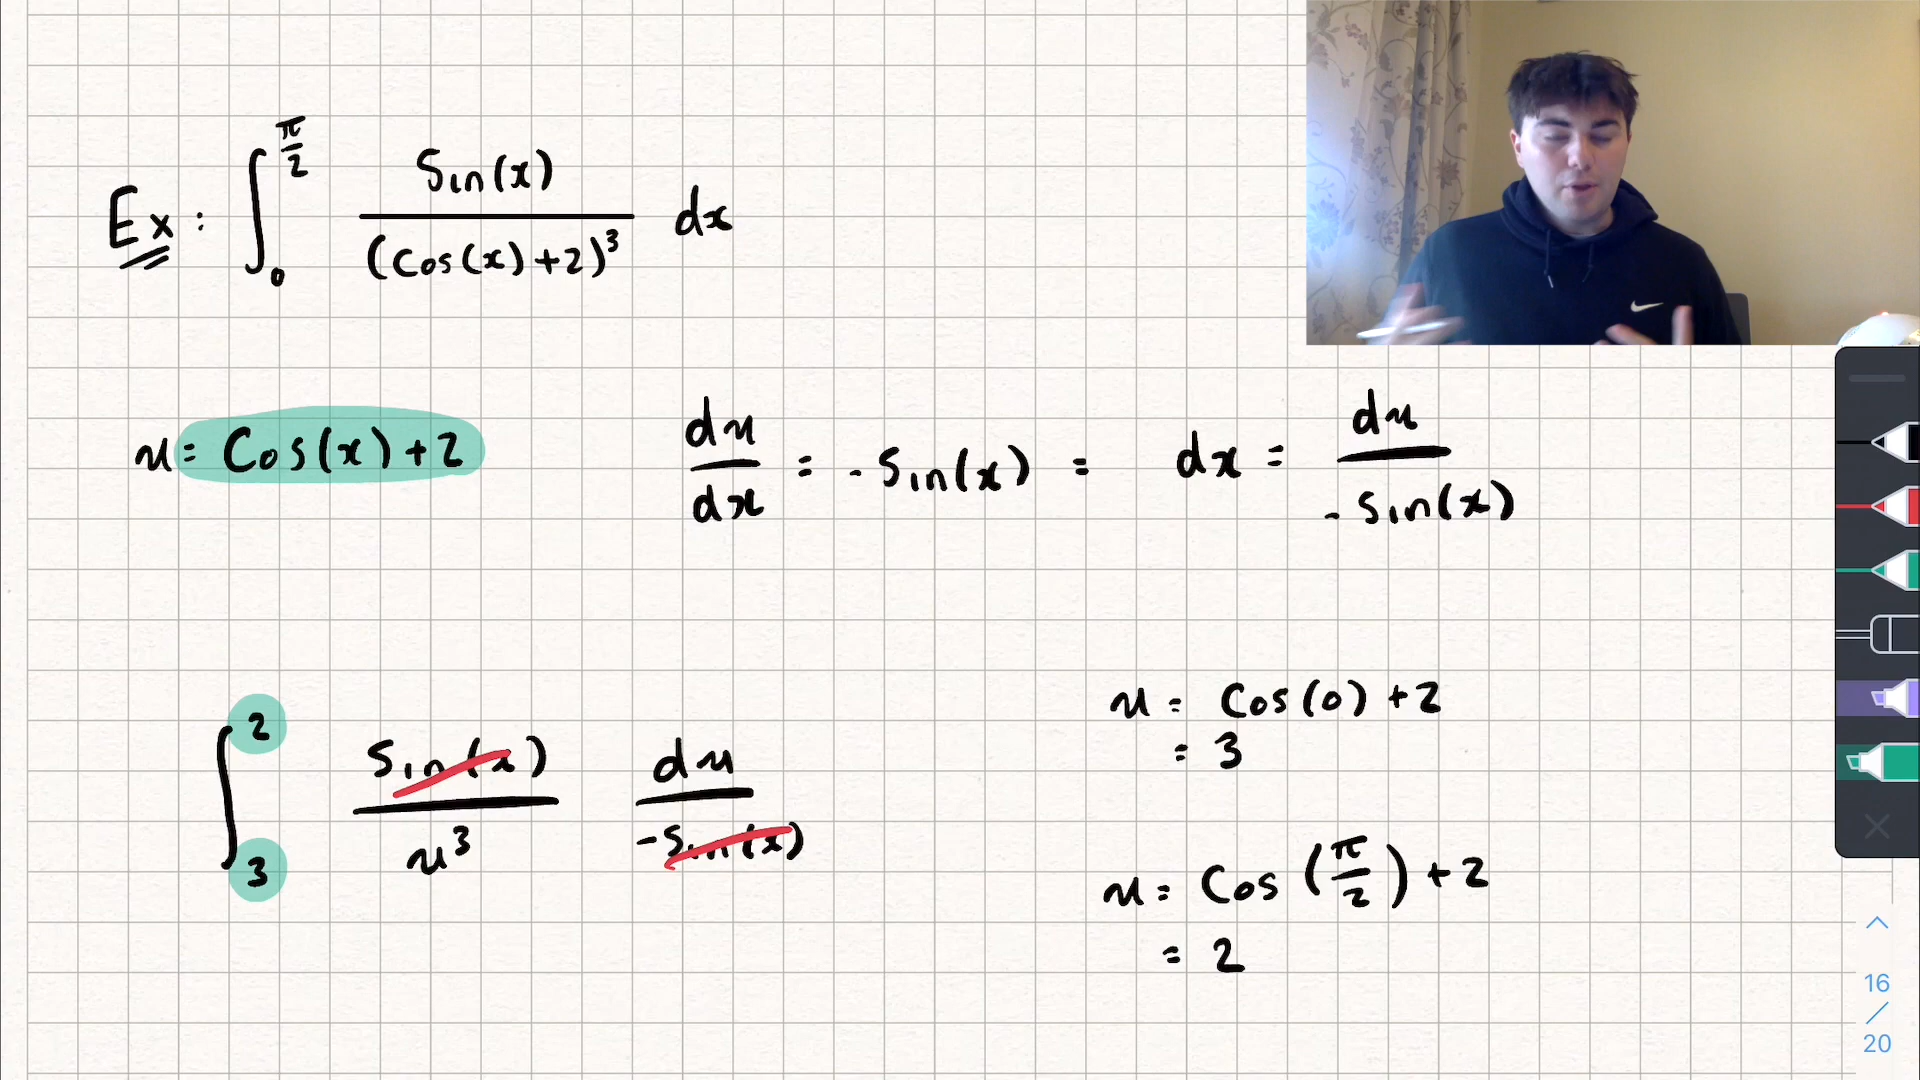 Ex: ∫₀^(π/2) Sin(x) / (Cos(x)+2)³ dx
u = Cos(x)+2
du/dx = -Sin(x) = dx = du / -Sin(x)
∫₃² Sin(x) / u³ du / -Sin(x)
u = Cos(0)+2
= 3
u = Cos(π/2)+2
= 2
16
/
20